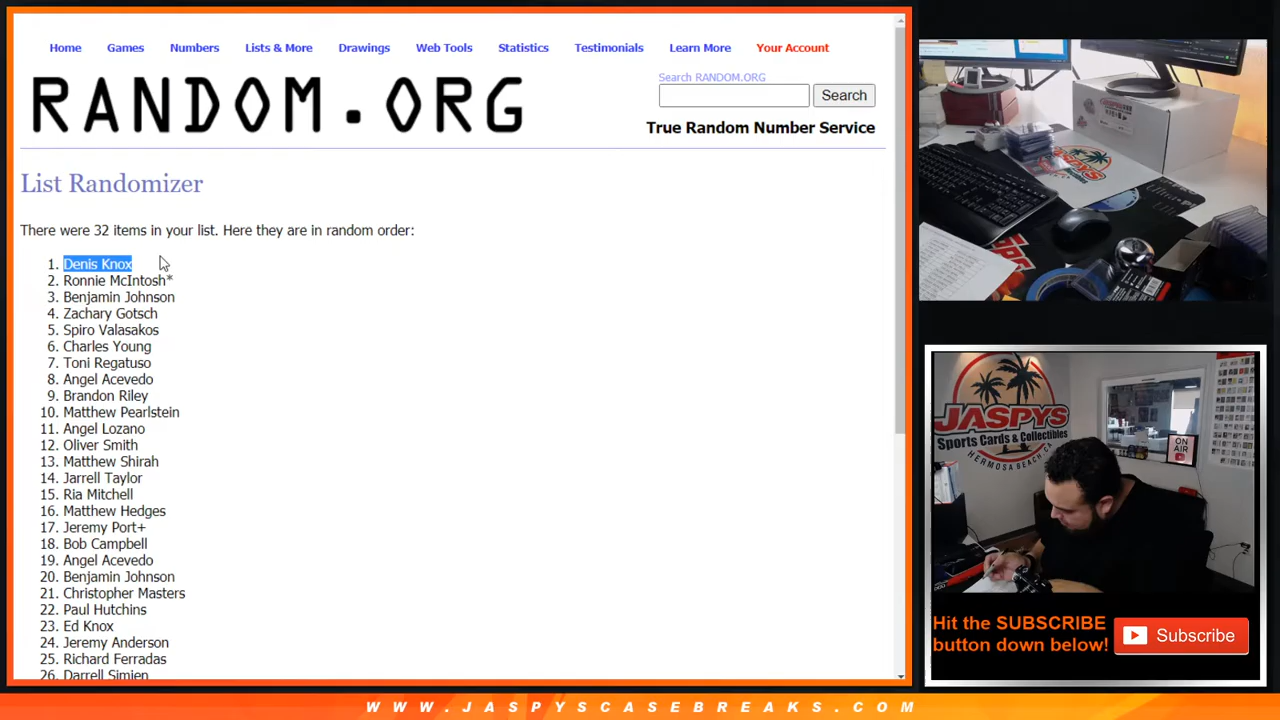 Home Games Numbers Lists & More Drawings Web Tools Statistics Testimonials Learn More Your Account
RANDOM.ORG
Search RANDOM.ORG
Search
True Random Number Service
List Randomizer
There were 32 items in your list. Here they are in random order:
1. Denis Knox
2. Ronnie McIntosh*
3. Benjamin Johnson
4. Zachary Gotsch
5. Spiro Valasakos
6. Charles Young
7. Toni Regatuso
8. Angel Acevedo
9. Brandon Riley
10. Matthew Pearlstein
11. Angel Lozano
12. Oliver Smith
13. Matthew Shirah
14. Jarrell Taylor
15. Ria Mitchell
16. Matthew Hedges
17. Jeremy Port+
18. Bob Campbell
19. Angel Acevedo
20. Benjamin Johnson
21. Christopher Masters
22. Paul Hutchins
23. Ed Knox
24. Jeremy Anderson
25. Richard Ferradas
26. Darrell Simien
JASPYS
JASPYS
Sports Cards & Collectibles
HERMOSA BEACH CA
ON AIR
Hit the SUBSCRIBE
button down below!
Subscribe
WWW.JASPYSCASEBREAKS.COM